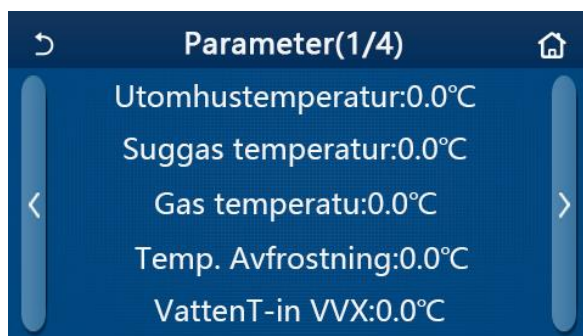 Parameter(1/4)
Utomhustemperatur:0.0℃
Suggas temperatur:0.0℃
Gas temperatu:0.0℃
Temp. Avfrostning:0.0℃
VattenT-in VVX:0.0℃